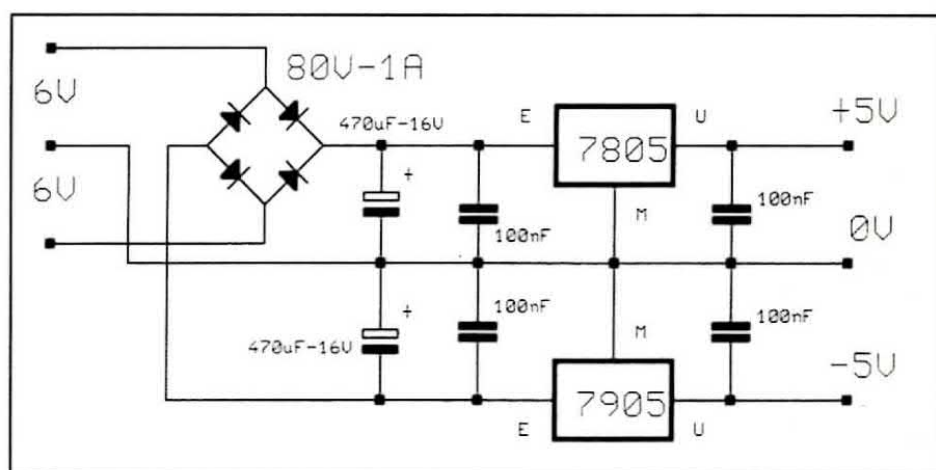 6V
6V
80V-1A
470uF-16V
+
100nF
E
7805
U
M
100nF
+5V
0V
+
470uF-16V
100nF
M
E
7905
U
100nF
-5V